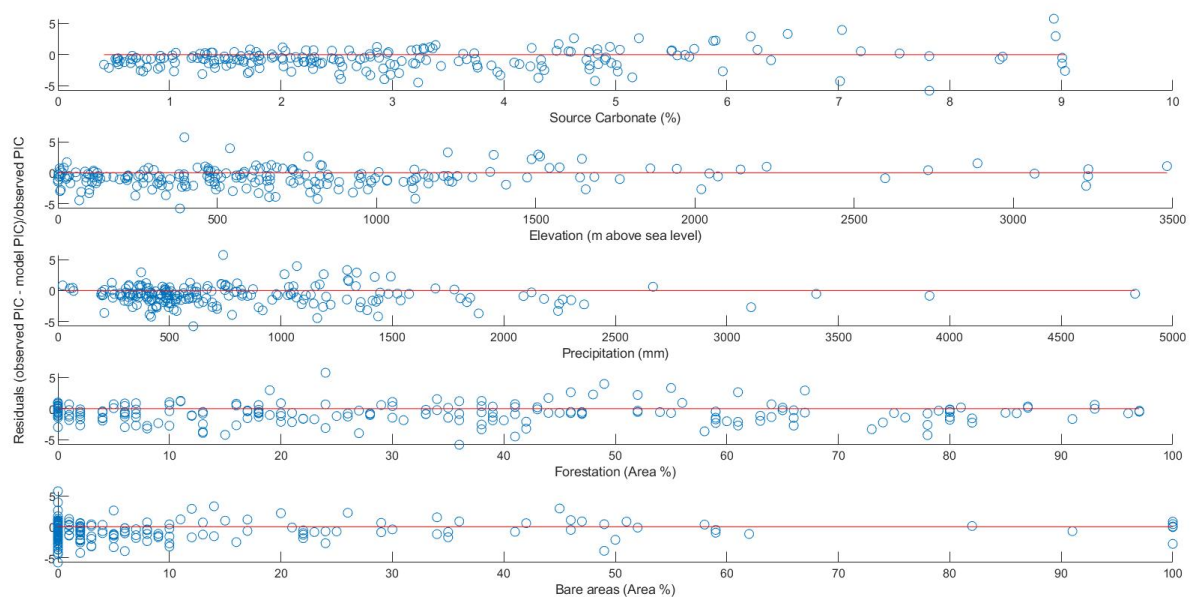 Residuals (observed PIC - model PIC)/observed PIC
5
0
-5
0 1 2 3 4 5 6 7 8 9 10
Source Carbonate (%)
5
0
-5
0 500 1000 1500 2000 2500 3000 3500
Elevation (m above sea level)
5
0
-5
0 500 1000 1500 2000 2500 3000 3500 4000 4500 5000
Precipitation (mm)
5
0
-5
0 10 20 30 40 50 60 70 80 90 100
Forestation (Area %)
5
0
-5
0 10 20 30 40 50 60 70 80 90 100
Bare areas (Area %)